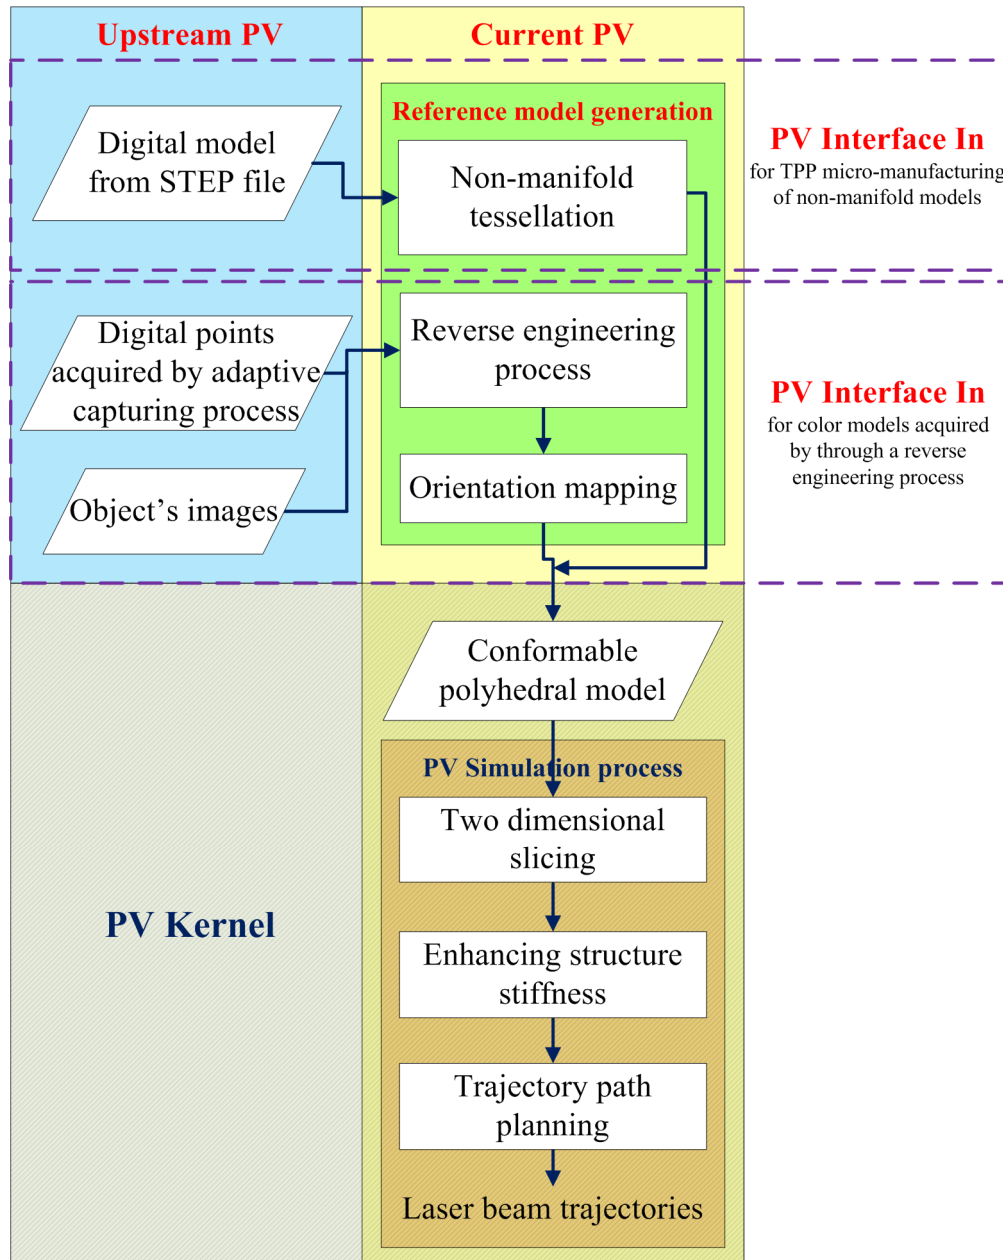 Upstream PV
Current PV
Reference model generation
Digital model
from STEP file
Non-manifold
tessellation
PV Interface In
for TPP micro-manufacturing
of non-manifold models
Digital points
acquired by adaptive
capturing process
Reverse engineering
process
PV Interface In
for color models acquired
by through a reverse
engineering process
Object's images
Orientation mapping
Conformable
polyhedral model
PV Simulation process
Two dimensional
slicing
PV Kernel
Enhancing structure
stiffness
Trajectory path
planning
Laser beam trajectories